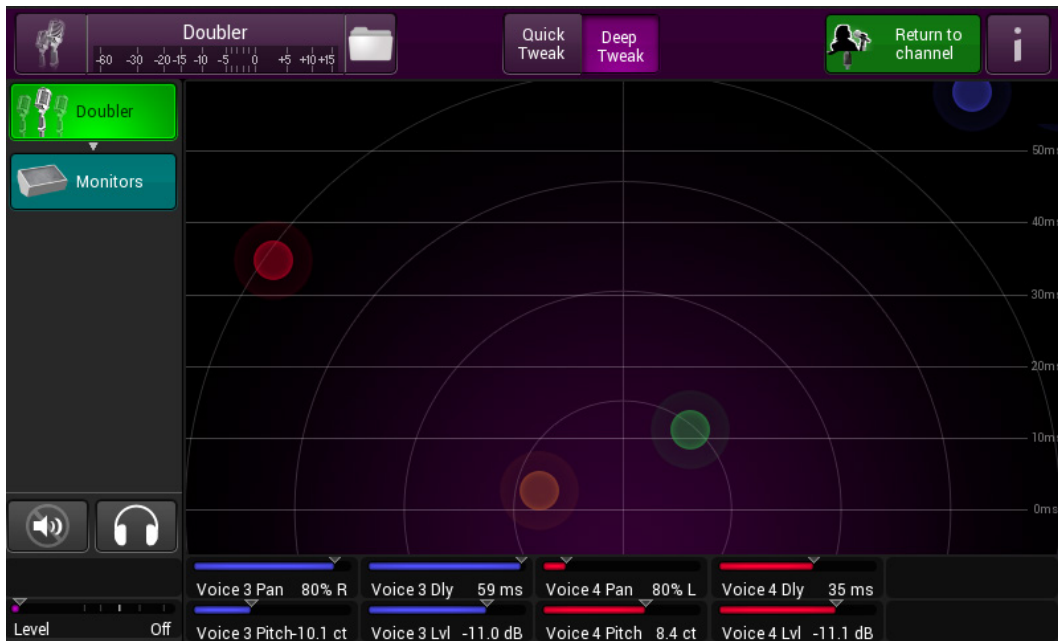 Doubler
-60 -30 -20 -15 -10 -5 0 +5 +10 +15
Quick
Tweak
Deep
Tweak
Return to
channel
i
Doubler
Monitors
50ms
40ms
30ms
20ms
10ms
0ms
Voice 3 Pan 80% R
Voice 3 Dly 59 ms
Voice 4 Pan 80% L
Voice 4 Dly 35 ms
Level Off
Voice 3 Pitch -10.1 ct
Voice 3 Lvl -11.0 dB
Voice 4 Pitch 8.4 ct
Voice 4 Lvl -11.1 dB